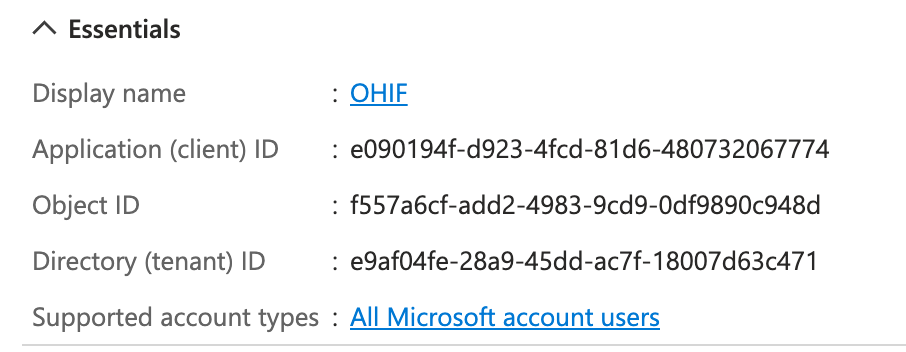 Essentials
Display name : OHIF
Application (client) ID : e090194f-d923-4fcd-81d6-480732067774
Object ID : f557a6cf-add2-4983-9cd9-0df9890c948d
Directory (tenant) ID : e9af04fe-28a9-45dd-ac7f-18007d63c471
Supported account types : All Microsoft account users